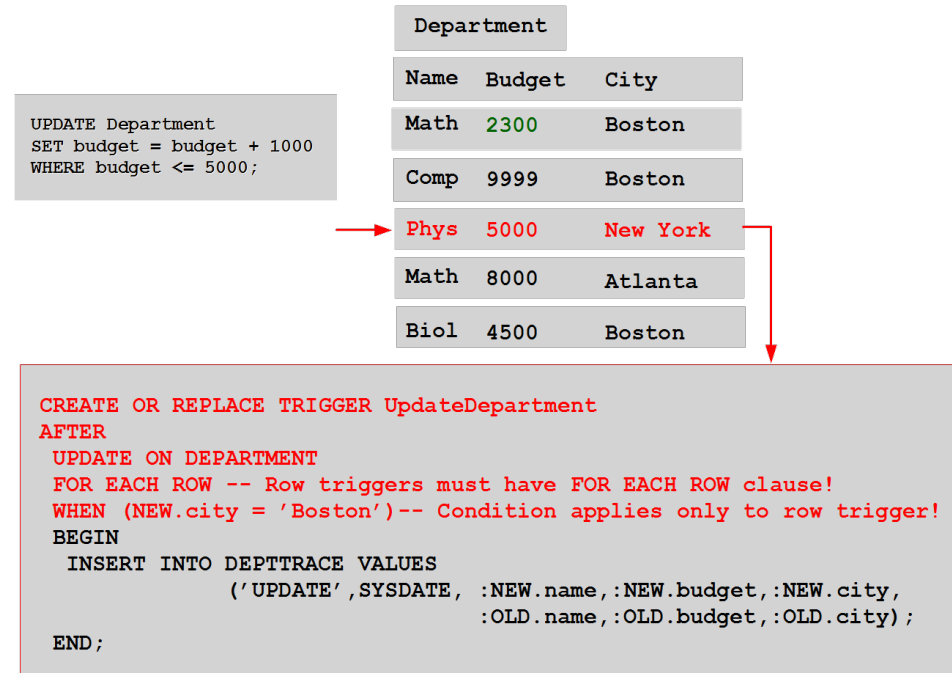 Department
Name Budget City
UPDATE Department
SET budget = budget + 1000
WHERE budget <= 5000;
Math 2300 Boston
Comp 9999 Boston
Phys 5000 New York
Math 8000 Atlanta
Biol 4500 Boston
CREATE OR REPLACE TRIGGER UpdateDepartment
AFTER
UPDATE ON DEPARTMENT
FOR EACH ROW -- Row triggers must have FOR EACH ROW clause!
WHEN (NEW.city = 'Boston')-- Condition applies only to row trigger!
BEGIN
INSERT INTO DEPTTRACE VALUES
('UPDATE',SYSDATE, :NEW.name,:NEW.budget,:NEW.city,
:OLD.name,:OLD.budget,:OLD.city);
END;